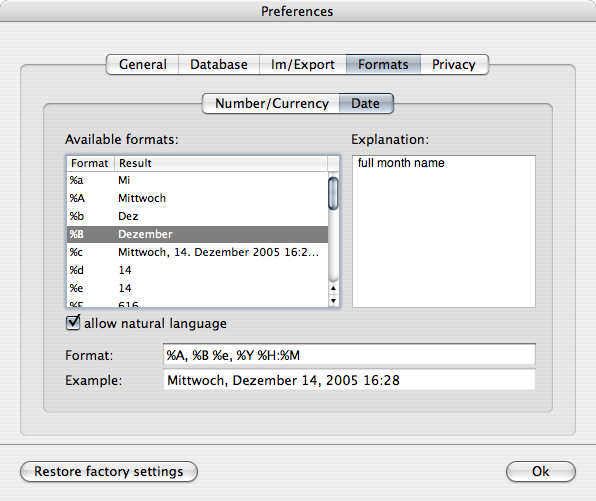 Preferences
General Database Im/Export Formats Privacy
Number/Currency Date
Available formats: Explanation:
Format Result
full month name
%a Mi
%A Mittwoch
%b Dez
%B Dezember
%c Mittwoch, 14. Dezember 2005 16:2...
%d 14
%e 14
%F 616
allow natural language
Format: %A, %B %e, %Y %H:%M
Example: Mittwoch, Dezember 14, 2005 16:28
Restore factory settings Ok